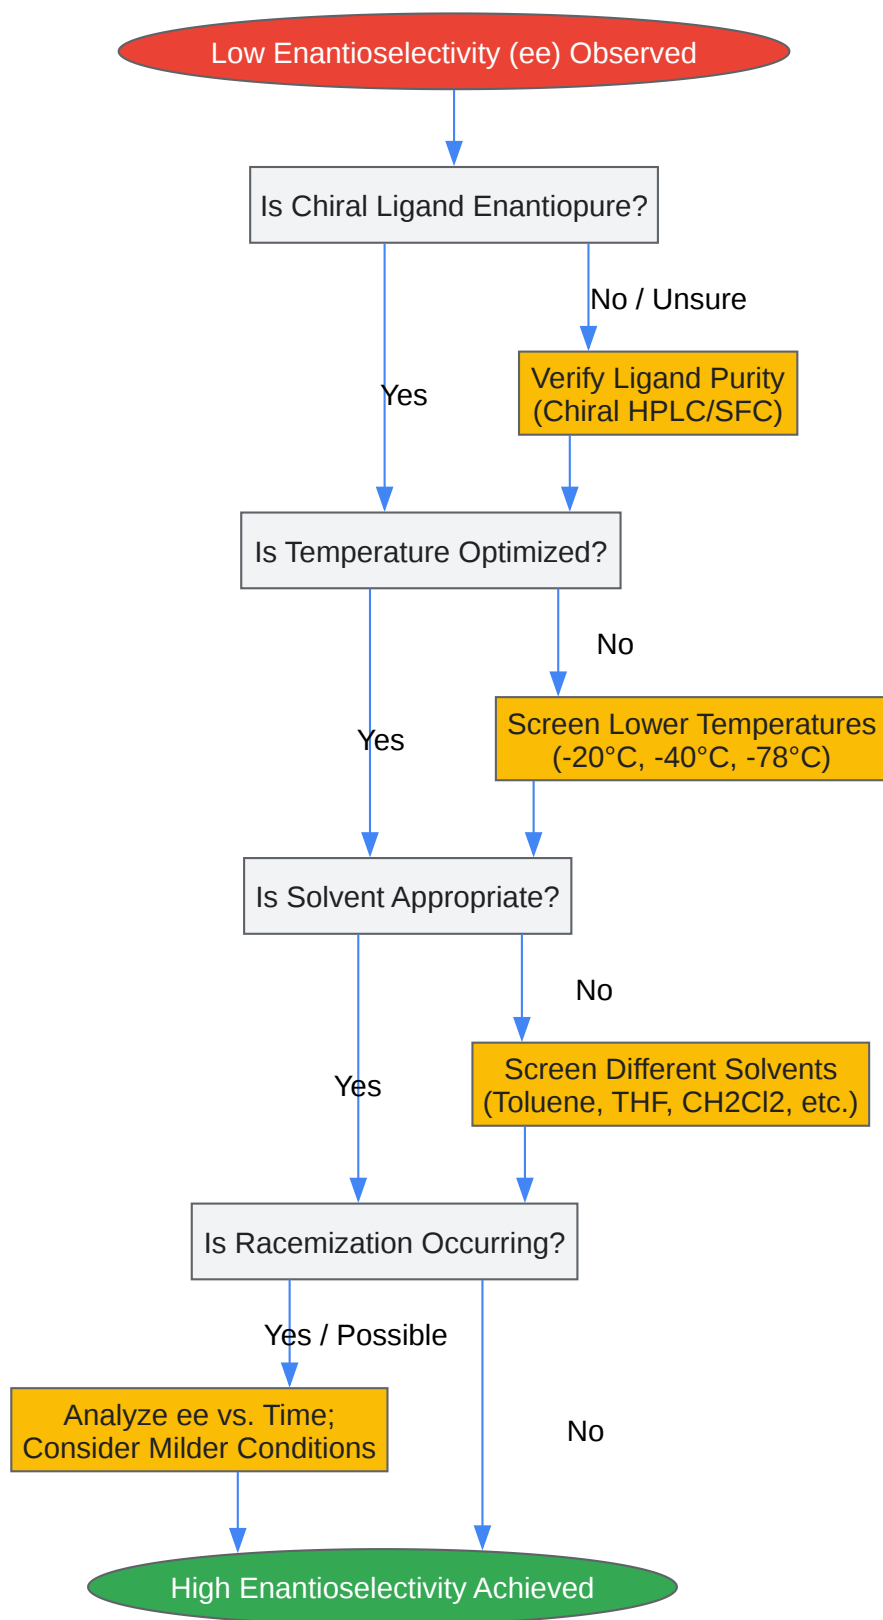 Low Enantioselectivity (ee) Observed
Is Chiral Ligand Enantiopure?
No / Unsure
Verify Ligand Purity
(Chiral HPLC/SFC)
Yes
Is Temperature Optimized?
No
Screen Lower Temperatures
(-20°C, -40°C, -78°C)
Yes
Is Solvent Appropriate?
No
Screen Different Solvents
(Toluene, THF, CH2Cl2, etc.)
Yes
Is Racemization Occurring?
Yes / Possible
Analyze ee vs. Time;
Consider Milder Conditions
No
High Enantioselectivity Achieved